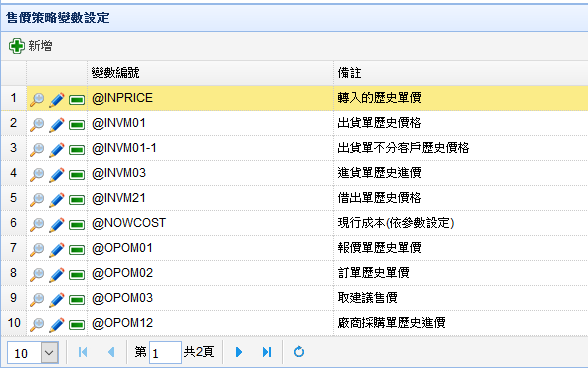 售價策略變數設定
新增
變數編號 備註
1 @INPRICE 轉入的歷史單價
2 @INVM01 出貨單歷史價格
3 @INVM01-1 出貨單不分客戶歷史價格
4 @INVM03 進貨單歷史進價
5 @INVM21 借出單歷史價格
6 @NOWCOST 現行成本(依參數設定)
7 @OPOM01 報價單歷史單價
8 @OPOM02 訂單歷史單價
9 @OPOM03 取建議售價
10 @OPOM12 廠商採購單歷史進價
10 第 1 共2頁